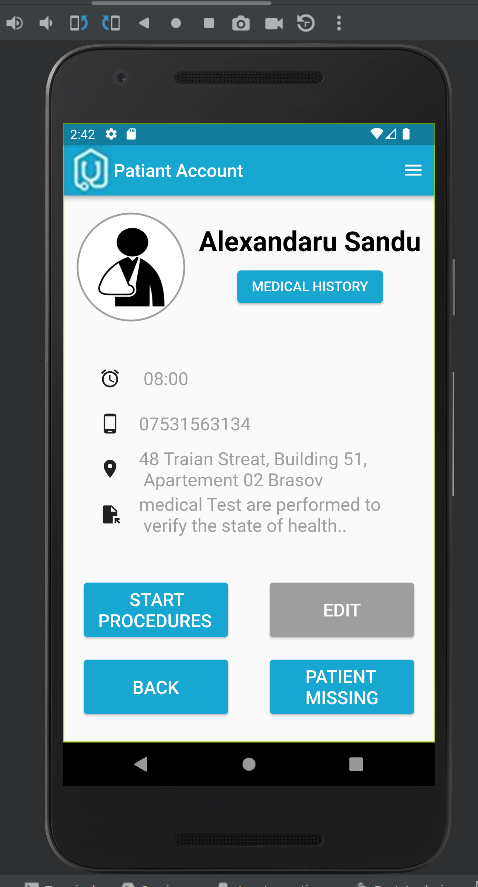 2:42
Patiant Account
Alexandaru Sandu
MEDICAL HISTORY
08:00
07531563134
48 Traian Streat, Building 51,
Apartement 02 Brasov
medical Test are performed to
verify the state of health..
START
PROCEDURES
EDIT
BACK
PATIENT
MISSING